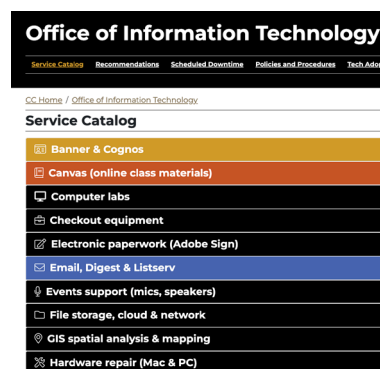 Office of Information Technology
Service Catalog Recommendations Scheduled Downtime Policies and Procedures Tech
CC Home / Office of Information Technology
Service Catalog
Banner & Cognos
Canvas (online class materials)
Computer labs
Checkout equipment
Electronic paperwork (Adobe Sign)
Email, Digest & Listserv
Events support (mics, speakers)
File storage, cloud & network
GIS spatial analysis & mapping
Hardware repair (Mac & PC)